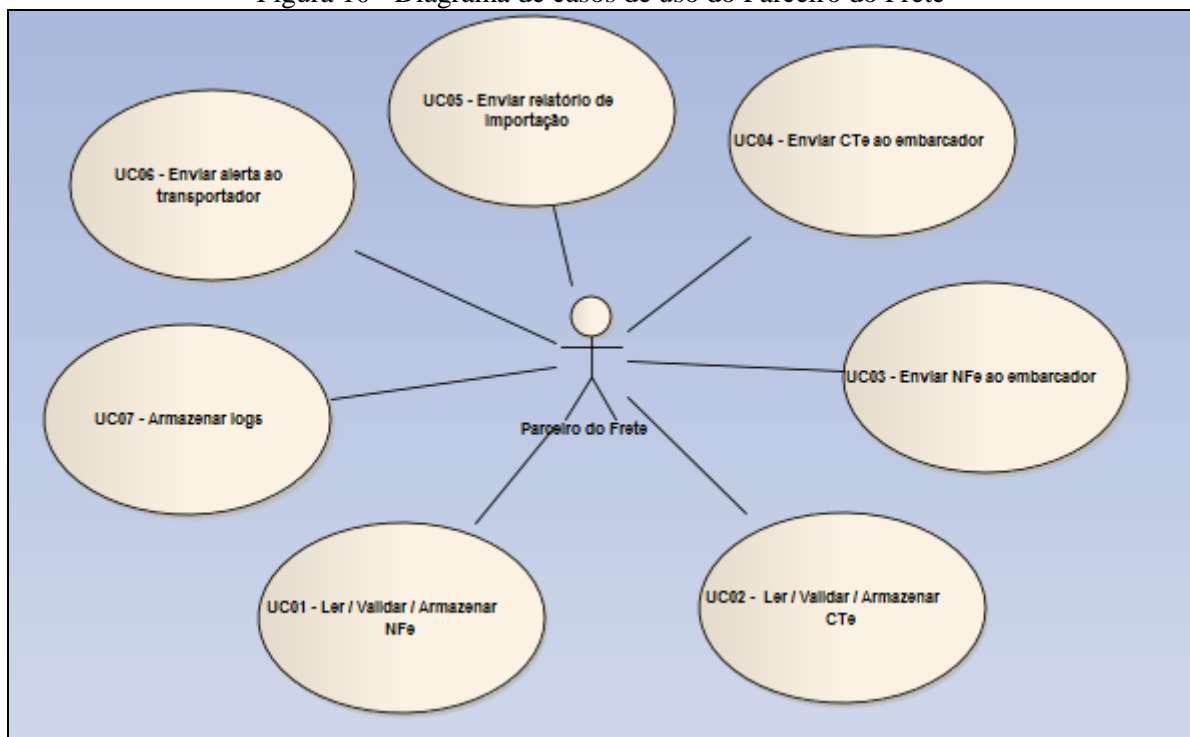 Figura 16 - Diagrama de casos de uso do Parceiro do Frete
UC05 - Enviar relatório de
importação
UC04 - Enviar CTe ao embarcador
UC06 - Enviar alerta ao
transportador
UC03 - Enviar NFe ao embarcador
UC07 - Armazenar logs
Parceiro do Frete
UC01 - Ler / Validar / Armazenar
NFe
UC02 - Ler / Validar / Armazenar
CTe